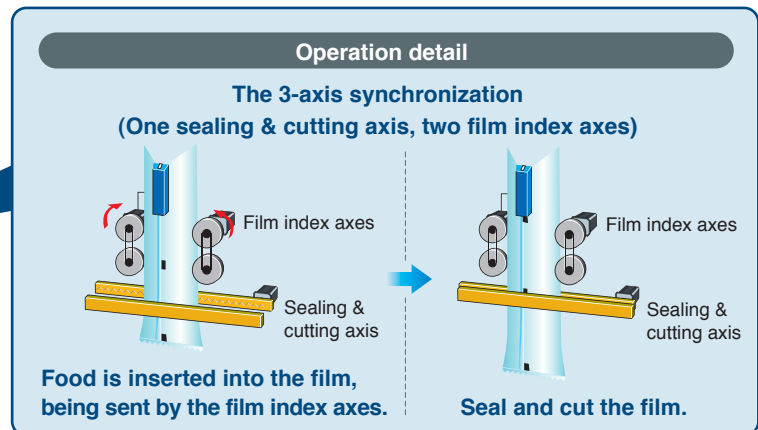 Operation detail
The 3-axis synchronization
(One sealing & cutting axis, two film index axes)
Film index axes
Sealing &
cutting axis
Food is inserted into the film,
being sent by the film index axes.
Film index axes
Sealing &
cutting axis
Seal and cut the film.